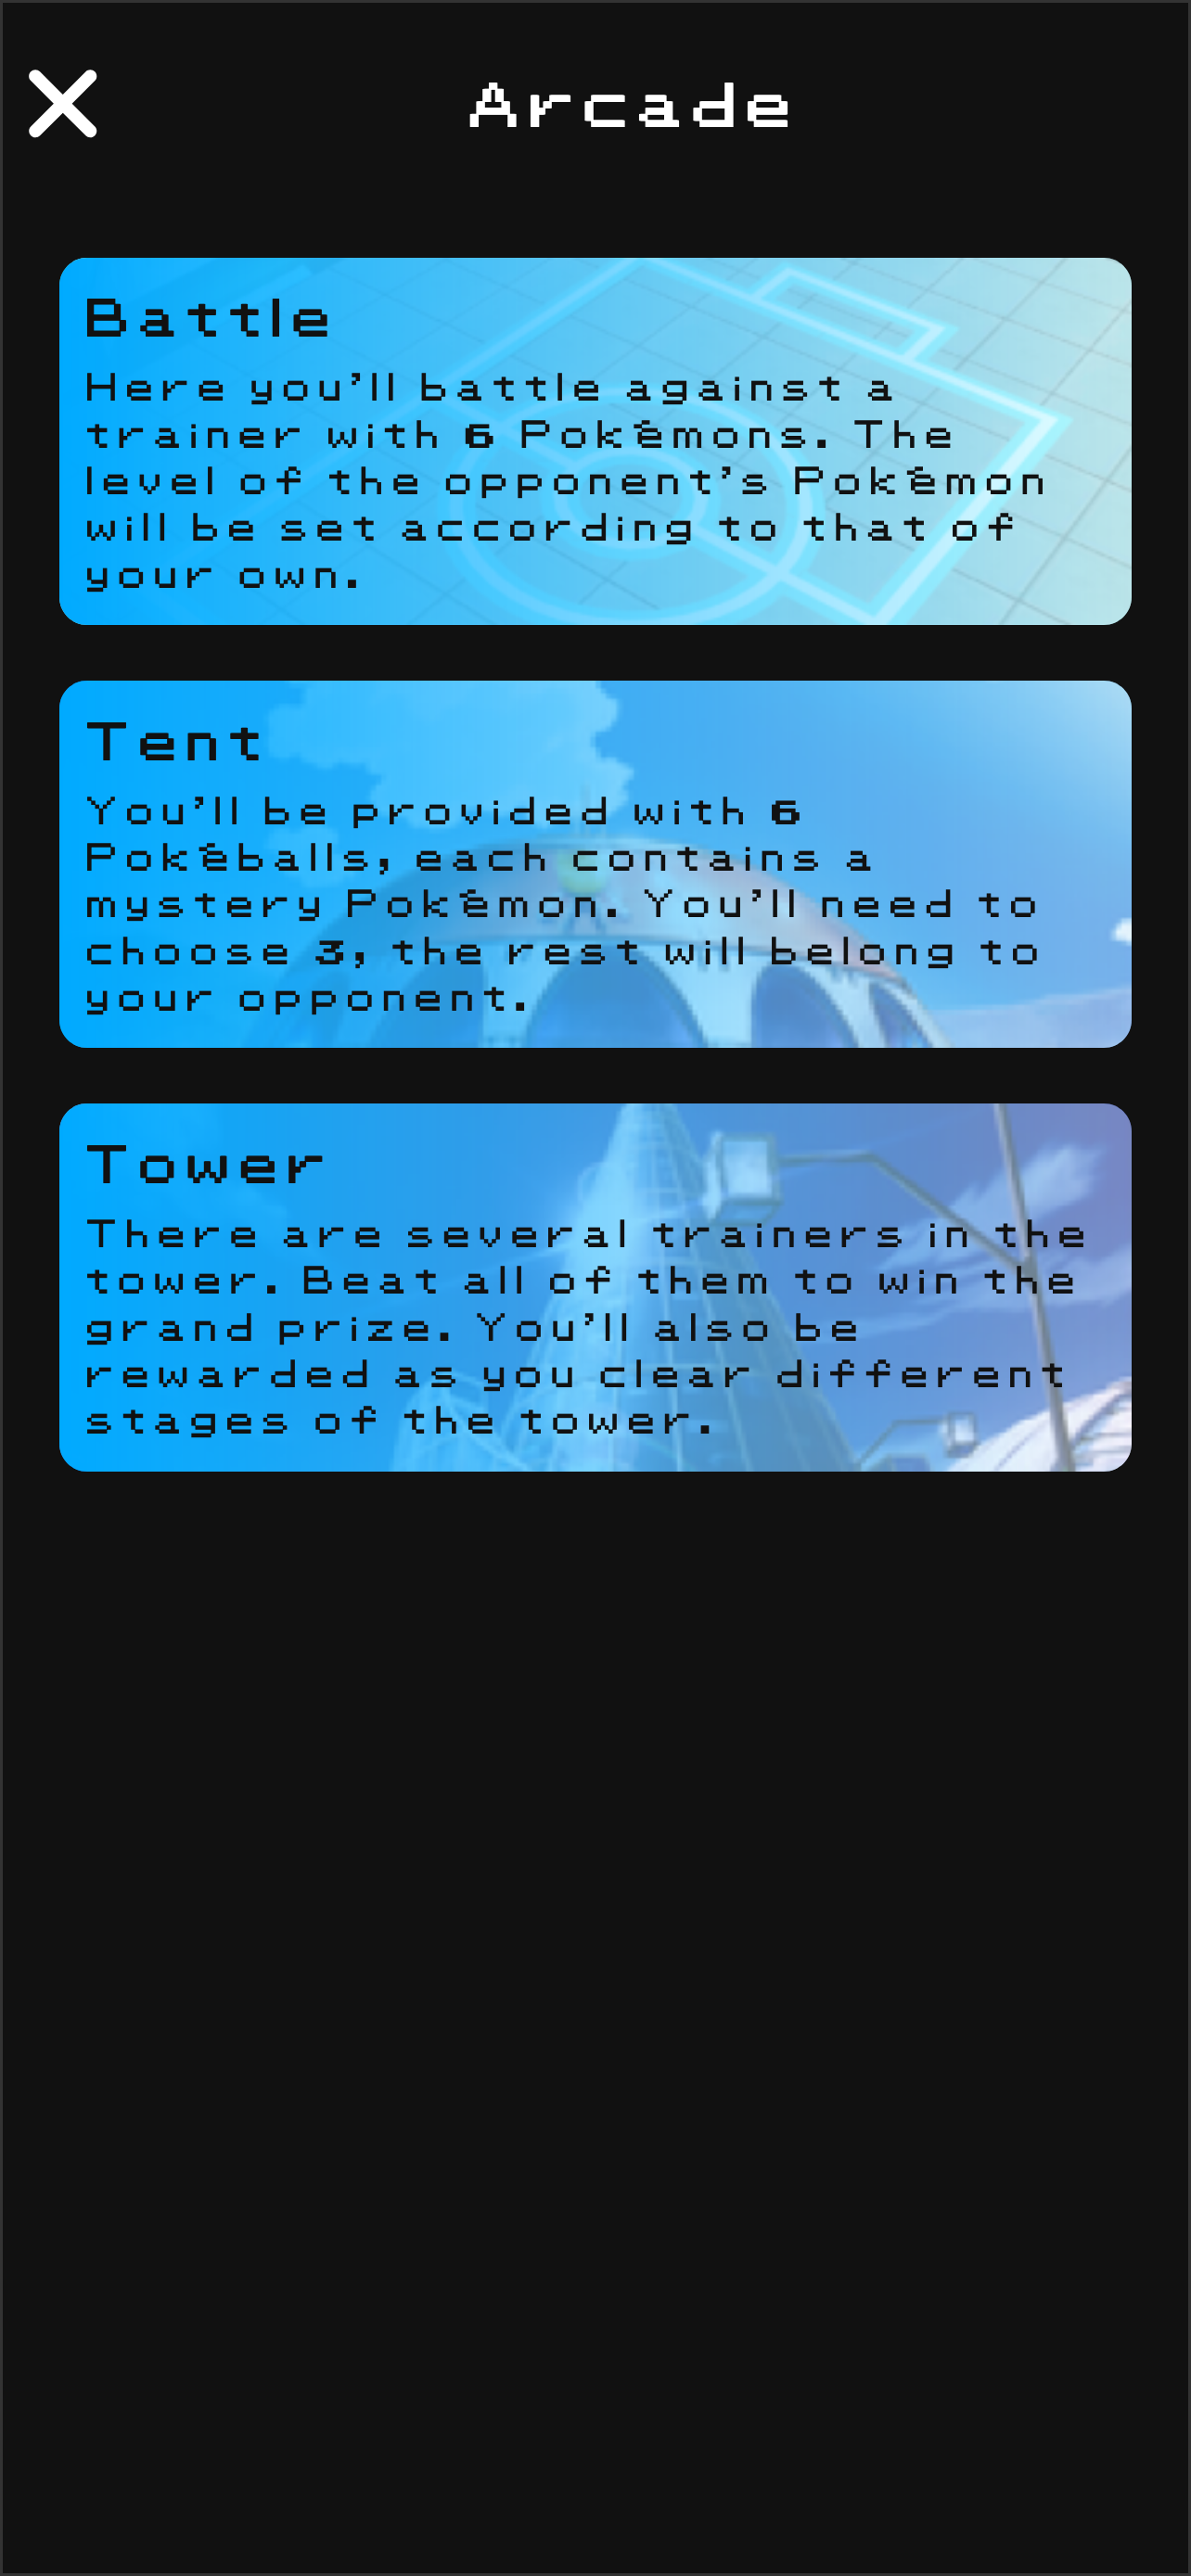 Arcade
Battle
Here you'll battle against a
trainer with 6 Pokémons. The
level of the opponent's Pokémon
will be set according to that of
your own.
Tent
You'll be provided with 6
Pokéballs, each contains a
mystery Pokémon. You'll need to
choose 3, the rest will belong to
your opponent.
Tower
There are several trainers in the
tower. Beat all of them to win the
grand prize. You'll also be
rewarded as you clear different
stages of the tower.